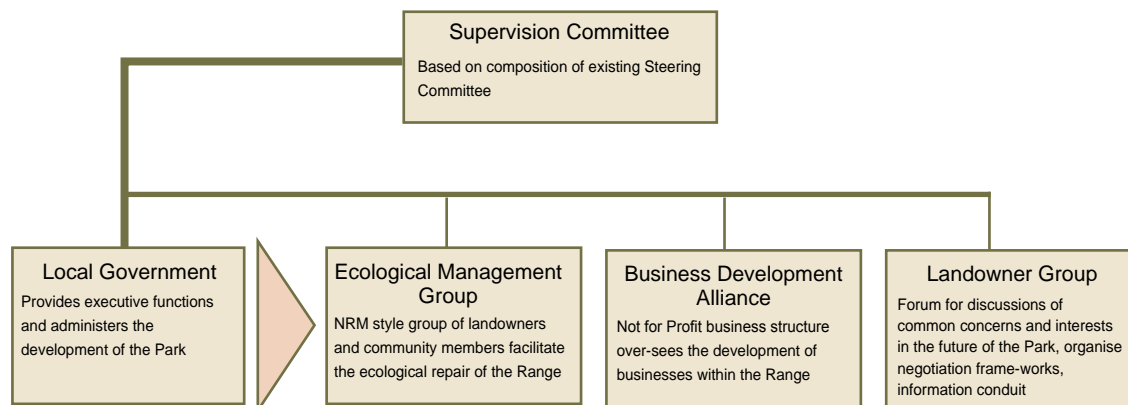 Supervision Committee
Based on composition of existing Steering
Committee
Local Government
Provides executive functions
and administers the
development of the Park
Ecological Management
Group
NRM style group of landowners
and community members facilitate
the ecological repair of the Range
Business Development
Alliance
Not for Profit business structure
over-sees the development of
businesses within the Range
Landowner Group
Forum for discussions of
common concerns and interests
in the future of the Park, organise
negotiation frame-works,
information conduit